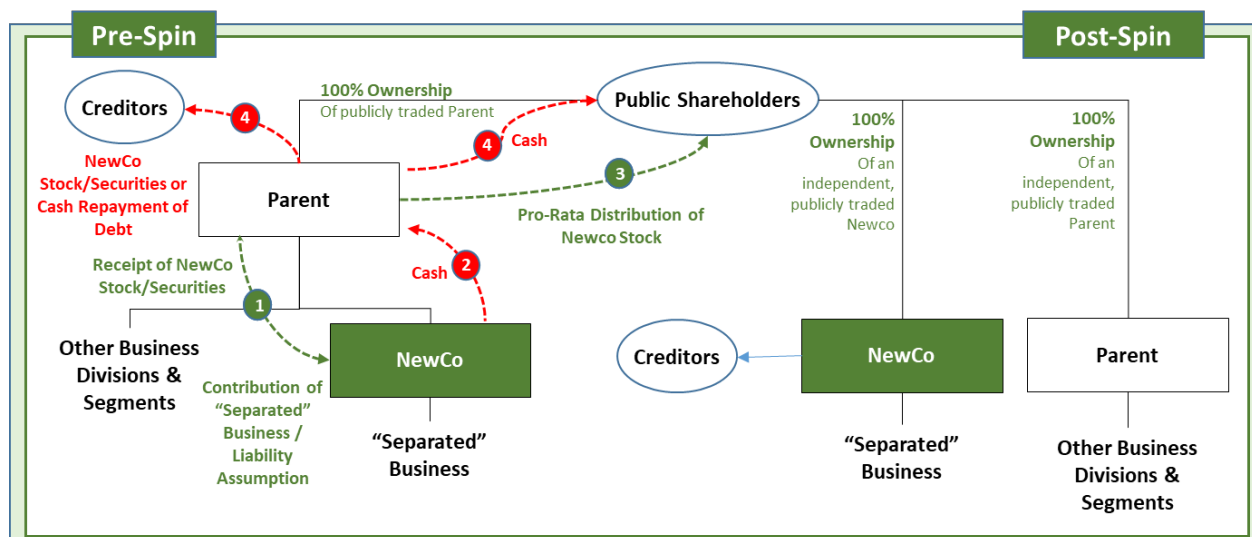 Pre-Spin
Post-Spin
Creditors
4
NewCo
Stock/Securities or
Cash Repayment of
Debt
100% Ownership
Of publicly traded Parent
Public Shareholders
4
Cash
3
Pro-Rata Distribution of
Newco Stock
Parent
Receipt of NewCo
Stock/Securities
1
Cash
2
Other Business
Divisions &
Segments
NewCo
Contribution of
“Separated”
Business /
Liability
Assumption
“Separated”
Business
100%
Ownership
Of an
independent,
publicly traded
Newco
100%
Ownership
Of an
independent,
publicly traded
Parent
Creditors
NewCo
Parent
“Separated”
Business
Other Business
Divisions &
Segments